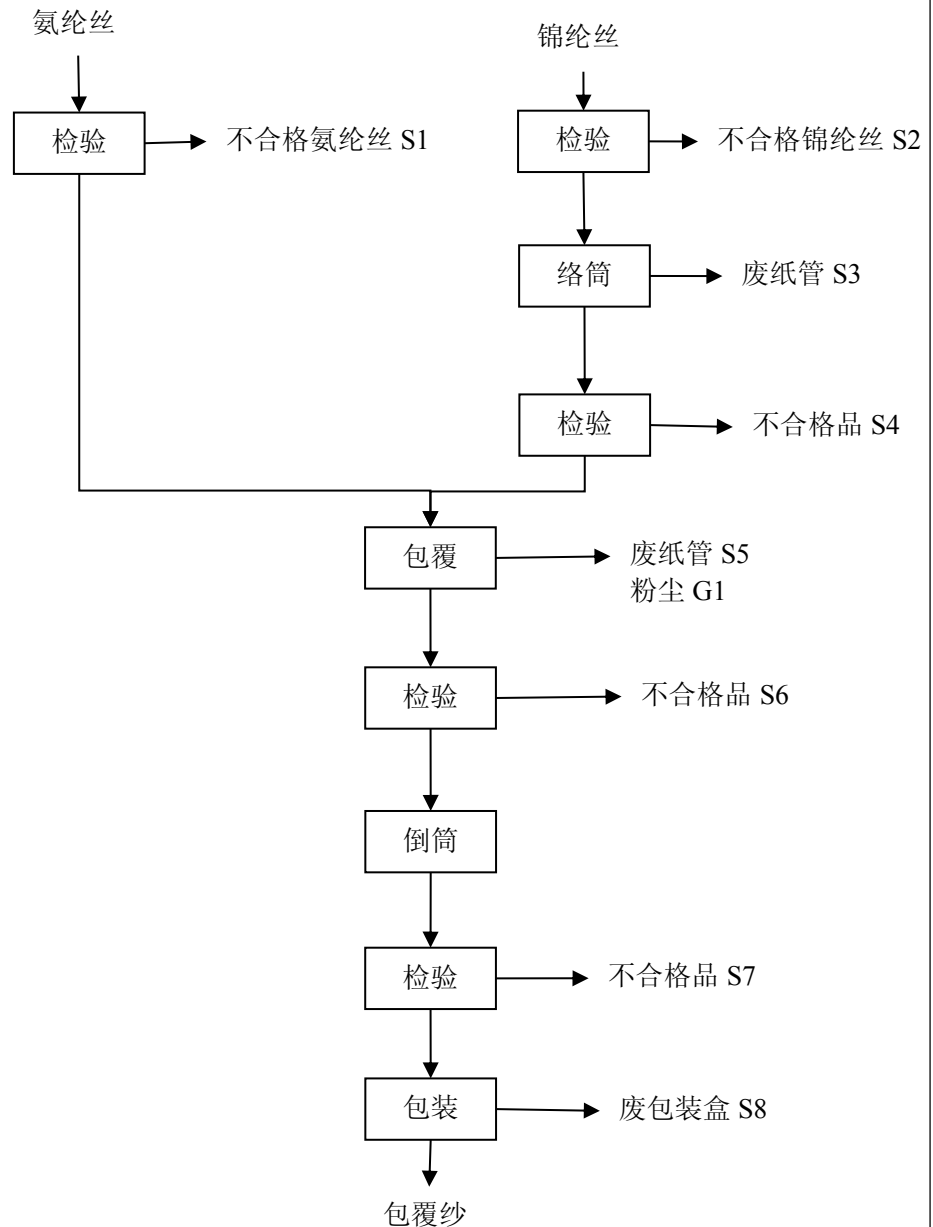 氨纶丝
锦纶丝
检验
不合格氨纶丝 S1
检验
不合格锦纶丝 S2
络筒
废纸管 S3
检验
不合格品 S4
包覆
废纸管 S5
粉尘 G1
检验
不合格品 S6
倒筒
检验
不合格品 S7
包装
废包装盒 S8
包覆纱